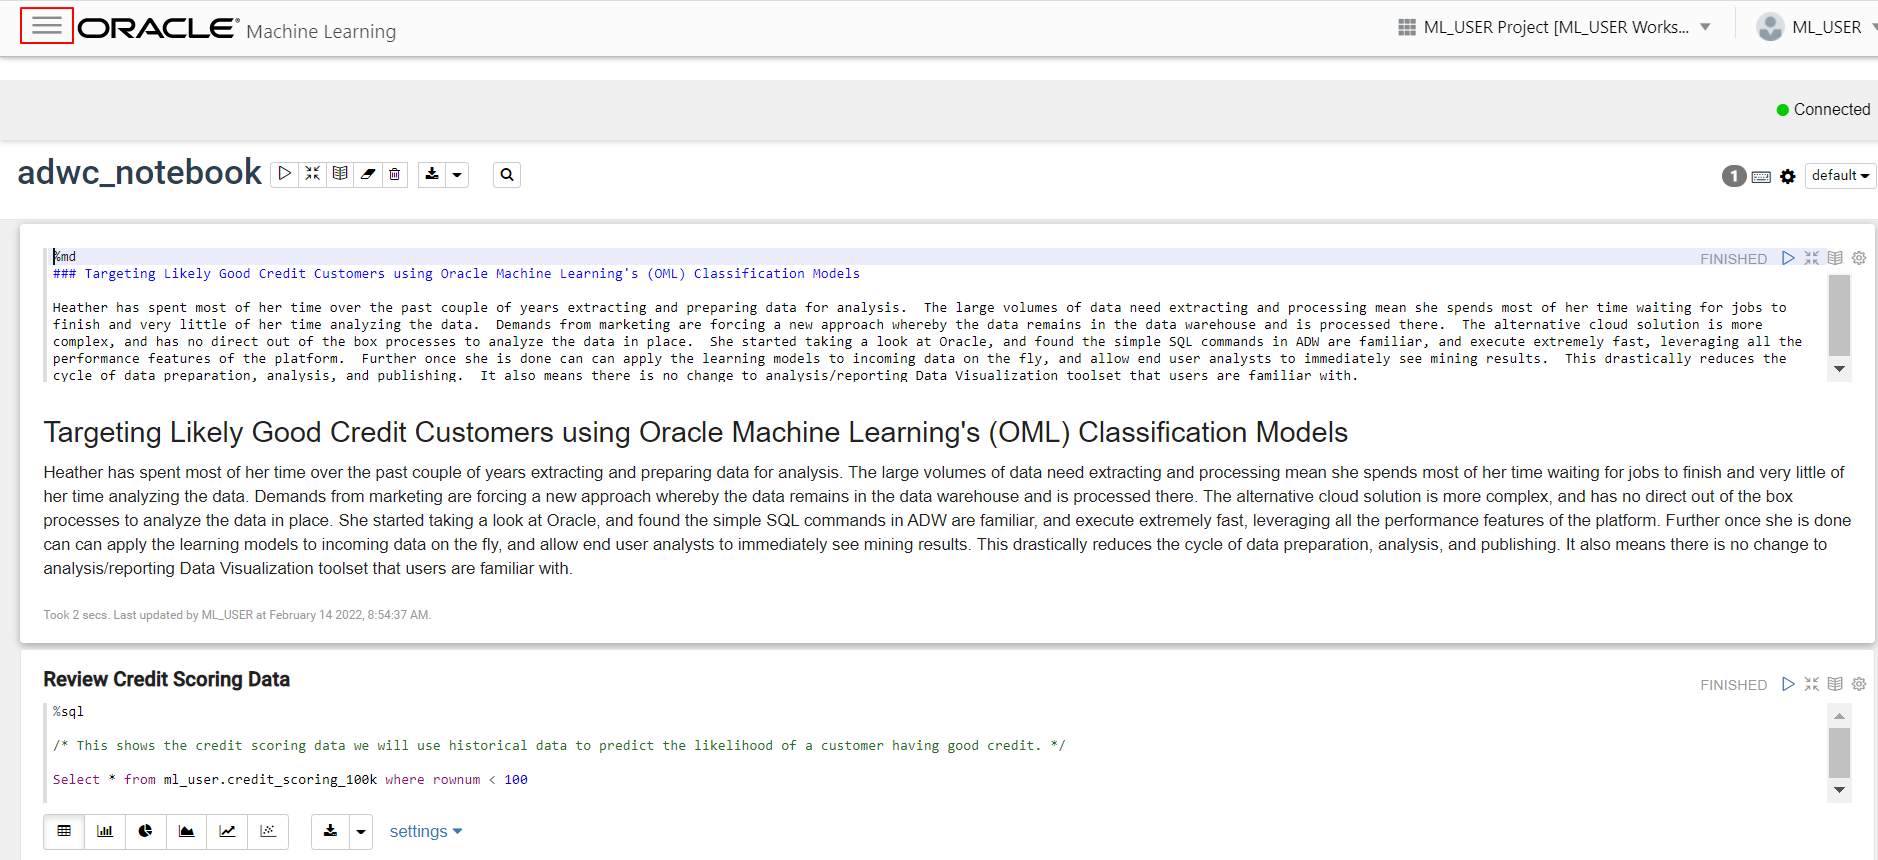 ORACLE® Machine Learning
ML_USER Project [ML_USER Works...
ML_USER
Connected
adwc_notebook
1
default
%md
FINISHED
### Targeting Likely Good Credit Customers using Oracle Machine Learning's (OML) Classification Models
Heather has spent most of her time over the past couple of years extracting and preparing data for analysis.  The large volumes of data need extracting and processing mean she spends most of her time waiting for jobs to
finish and very little of her time analyzing the data.  Demands from marketing are forcing a new approach whereby the data remains in the data warehouse and is processed there.  The alternative cloud solution is more
complex, and has no direct out of the box processes to analyze the data in place.  She started taking a look at Oracle, and found the simple SQL commands in ADW are familiar, and execute extremely fast, leveraging all the
performance features of the platform.  Further once she is done can can apply the learning models to incoming data on the fly, and allow end user analysts to immediately see mining results.  This drastically reduces the
cycle of data preparation, analysis, and publishing.  It also means there is no change to analysis/reporting Data Visualization toolset that users are familiar with.
Targeting Likely Good Credit Customers using Oracle Machine Learning's (OML) Classification Models
Heather has spent most of her time over the past couple of years extracting and preparing data for analysis. The large volumes of data need extracting and processing mean she spends most of her time waiting for jobs to finish and very little of
her time analyzing the data. Demands from marketing are forcing a new approach whereby the data remains in the data warehouse and is processed there. The alternative cloud solution is more complex, and has no direct out of the box
processes to analyze the data in place. She started taking a look at Oracle, and found the simple SQL commands in ADW are familiar, and execute extremely fast, leveraging all the performance features of the platform. Further once she is done
can can apply the learning models to incoming data on the fly, and allow end user analysts to immediately see mining results. This drastically reduces the cycle of data preparation, analysis, and publishing. It also means there is no change to
analysis/reporting Data Visualization toolset that users are familiar with.
Took 2 secs. Last updated by ML_USER at February 14 2022, 8:54:37 AM.
Review Credit Scoring Data
FINISHED
%sql
/* This shows the credit scoring data we will use historical data to predict the likelihood of a customer having good credit. */
Select * from ml_user.credit_scoring_100k where rownum < 100
settings